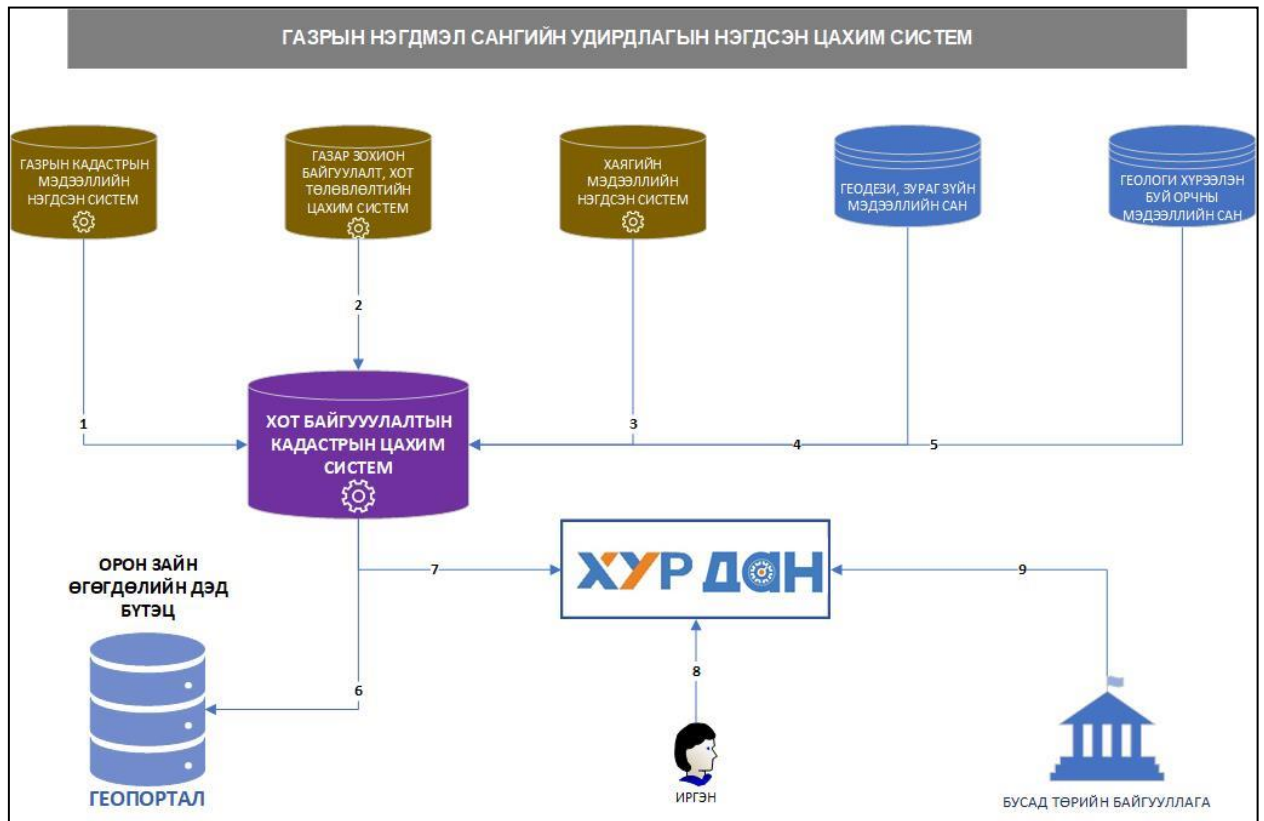 ГАЗРЫН НЭГДМЭЛ САНГИЙН УДИРДЛАГЫН НЭГДСЭН ЦАХИМ СИСТЕМ
ГАЗРЫН КАДАСТРЫН
МЭДЭЭЛЛИЙН
НЭГДСЭН СИСТЕМ
ГАЗАР ЗОХИОН
БАЙГУУЛАЛТ, ХОТ
ТӨЛӨВЛӨЛТИЙН
ЦАХИМ СИСТЕМ
ХАЯГИЙН
МЭДЭЭЛЛИЙН
НЭГДСЭН СИСТЕМ
ГЕОДЕЗИ, ЗУРАГ ЗҮЙН
МЭДЭЭЛЛИЙН САН
ГЕОЛОГИ ХҮРЭЭЛЭН
БУЙ ОРЧНЫ
МЭДЭЭЛЛИЙН САН
2
1
3
4
5
ХОТ БАЙГУУУЛАЛТЫН
КАДАСТРЫН ЦАХИМ
СИСТЕМ
ОРОН ЗАЙН
ӨГӨГДӨЛИЙН ДЭД
БҮТЭЦ
7
ХУР ДАН
9
8
6
ГЕОПОРТАЛ
ИРГЭН
БУСАД ТӨРИЙН БАЙГУУЛЛАГА